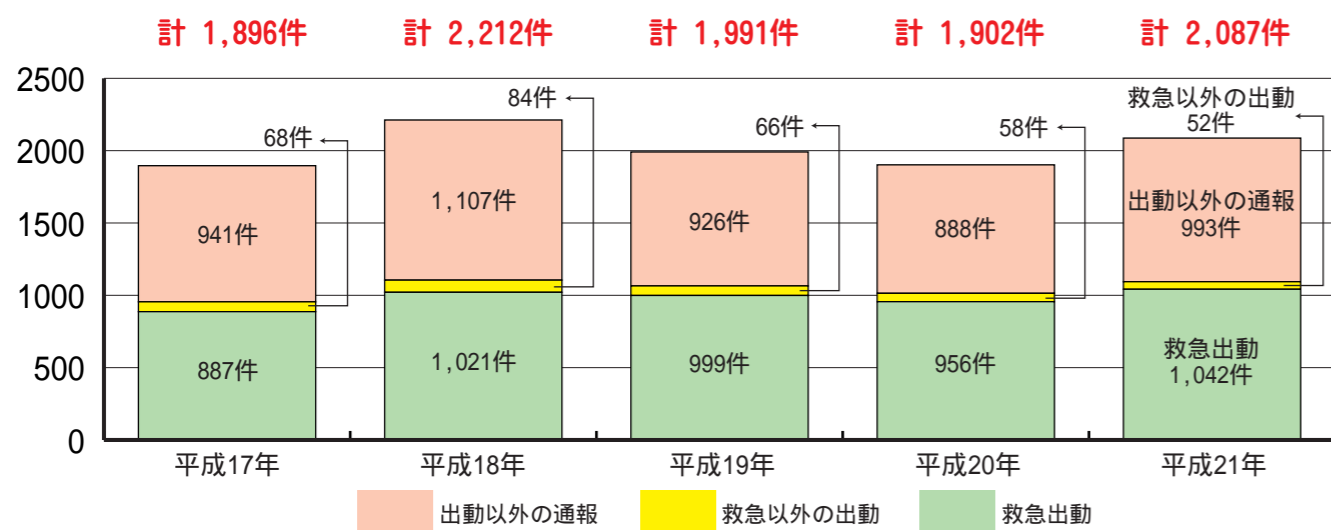 計 1,896件 計 2,212件 計 1,991件 計 1,902件 計 2,087件
2500
2000
1500
1000
500
0
68件
941件
887件
84件
1,107件
1,021件
66件
926件
999件
58件
888件
956件
救急以外の出動
52件
出動以外の通報
993件
救急出動
1,042件
平成17年 平成18年 平成19年 平成20年 平成21年
出動以外の通報 救急以外の出動 救急出動